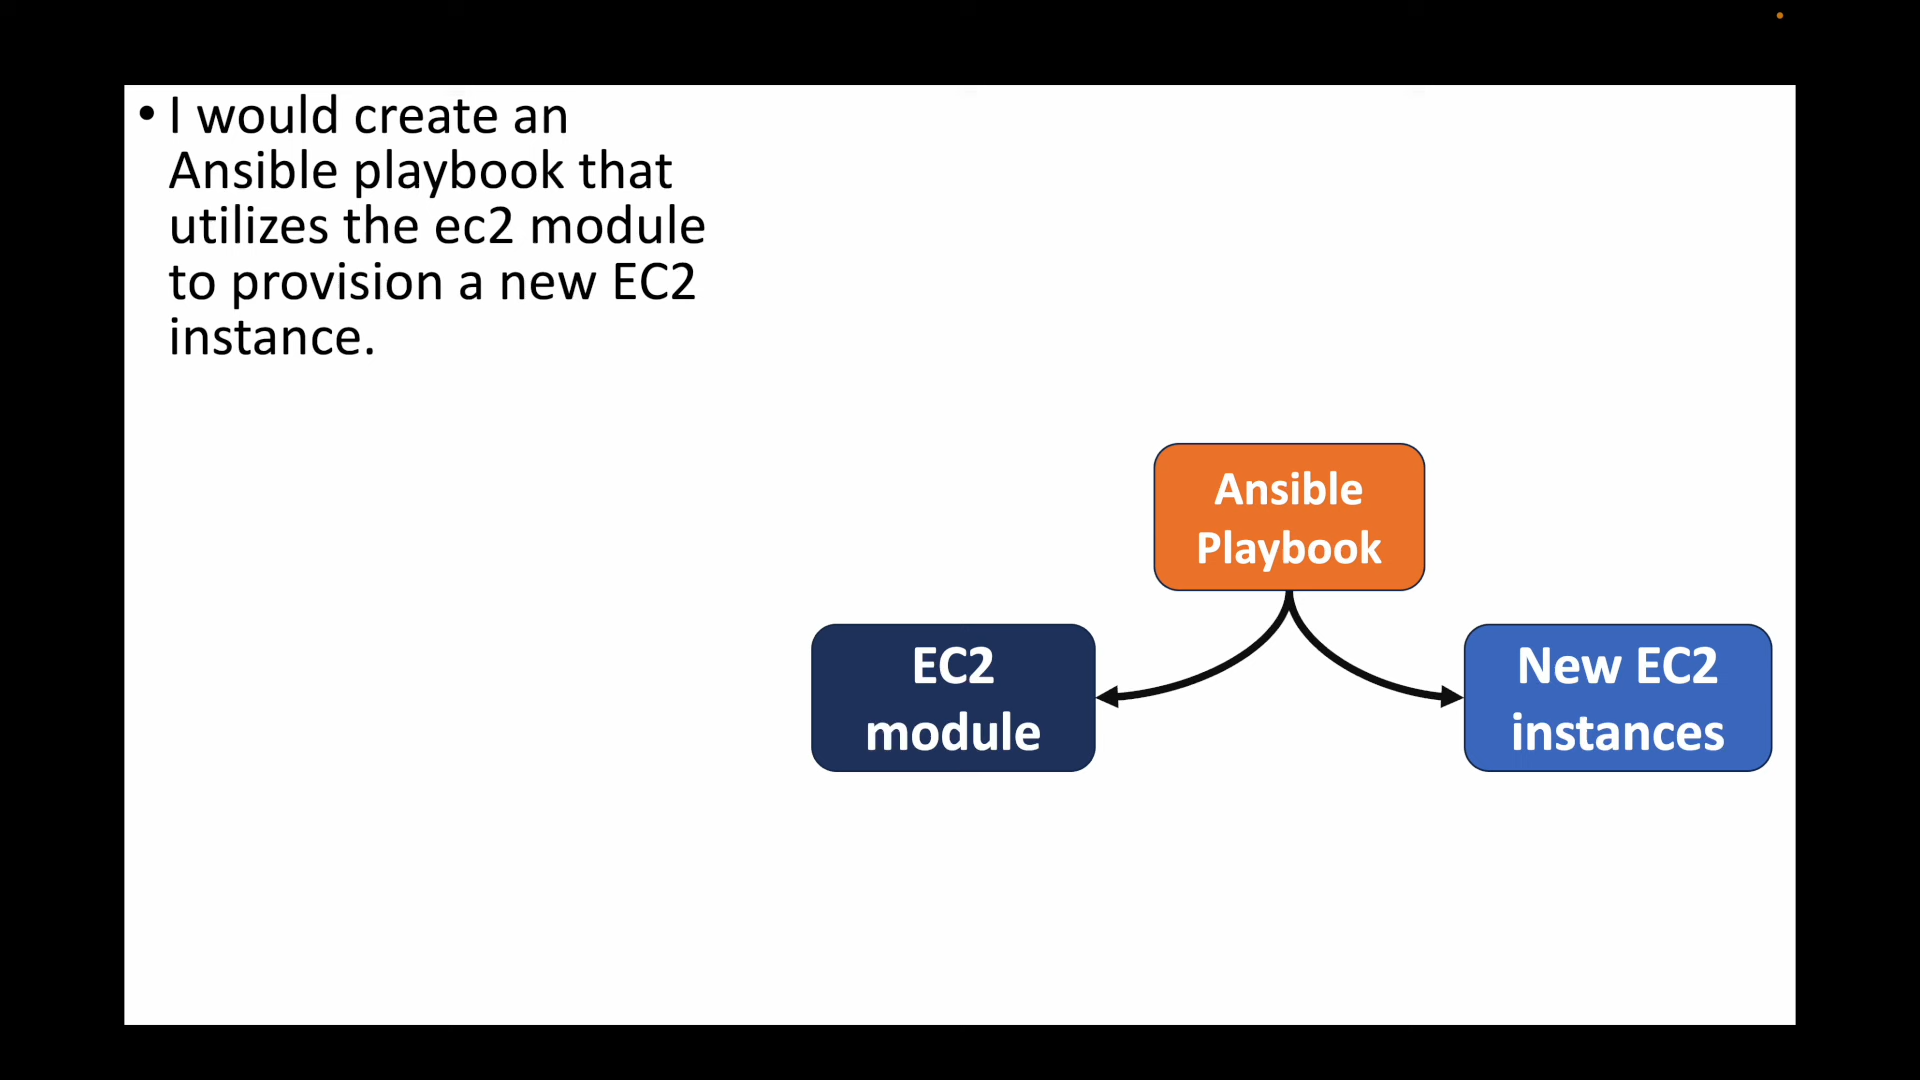 • I would create an
Ansible playbook that
utilizes the ec2 module
to provision a new EC2
instance.
Ansible
Playbook
EC2
module
New EC2
instances